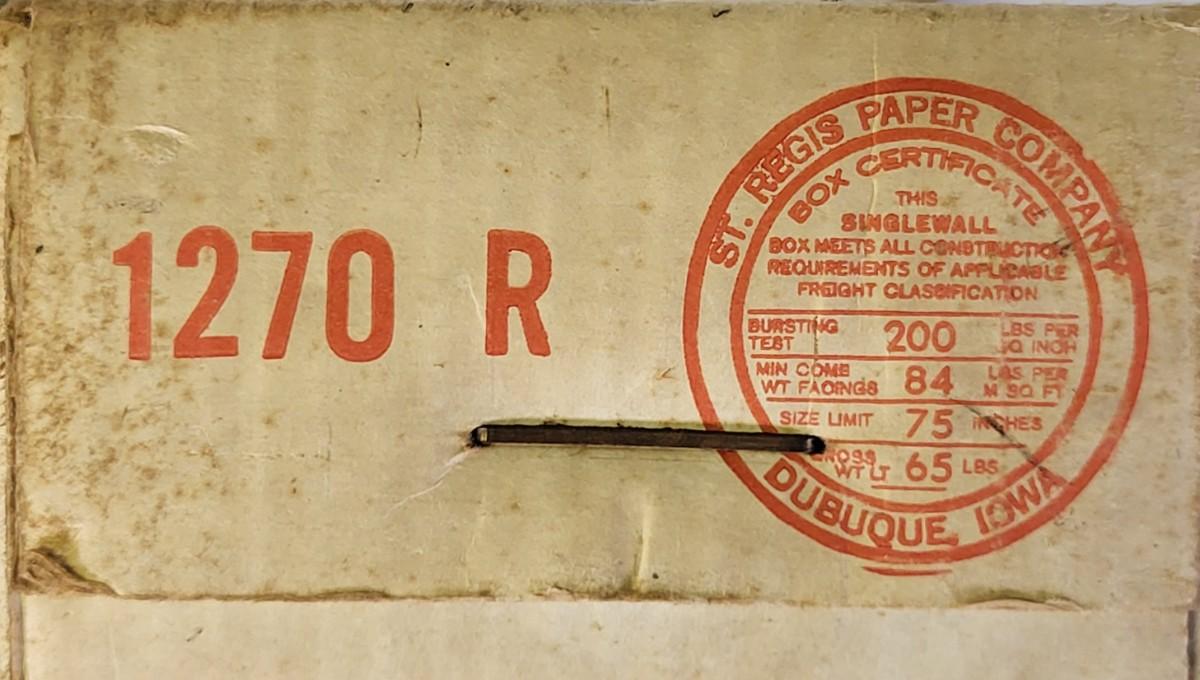 1270 R
ST. REGIS PAPER COMPANY
BOX CERTIFICATE
THIS
SINGLEWALL
BOX MEETS ALL CONSTRUCTION
REQUIREMENTS OF APPLICABLE
FREIGHT CLASSIFICATION
BURSTING TEST 200 LBS PER SQ INCH
MIN COMB WT FACINGS 84 LBS PER M SQ FT
SIZE LIMIT 75 INCHES
GROSS WT LT 65 LBS
DUBUQUE, IOWA